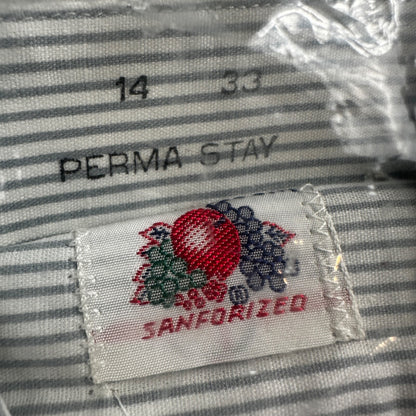 14 33
PERMA STAY
®
SANFORIZED